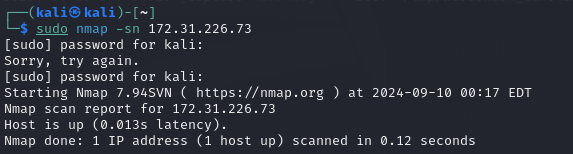 ┌──(kali㉿kali)-[~]
└─$ sudo nmap -sn 172.31.226.73
[sudo] password for kali:
Sorry, try again.
[sudo] password for kali:
Starting Nmap 7.94SVN ( https://nmap.org ) at 2024-09-10 00:17 EDT
Nmap scan report for 172.31.226.73
Host is up (0.013s latency).
Nmap done: 1 IP address (1 host up) scanned in 0.12 seconds